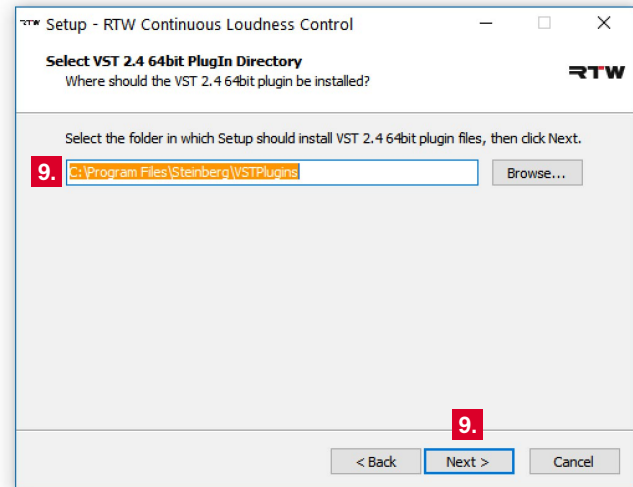 RTW Setup - RTW Continuous Loudness Control
Select VST 2.4 64bit PlugIn Directory
Where should the VST 2.4 64bit plugin be installed?
RTW
Select the folder in which Setup should install VST 2.4 64bit plugin files, then click Next.
9. C:\Program Files\Steinberg\VSTPlugins Browse...
9.
< Back Next > Cancel